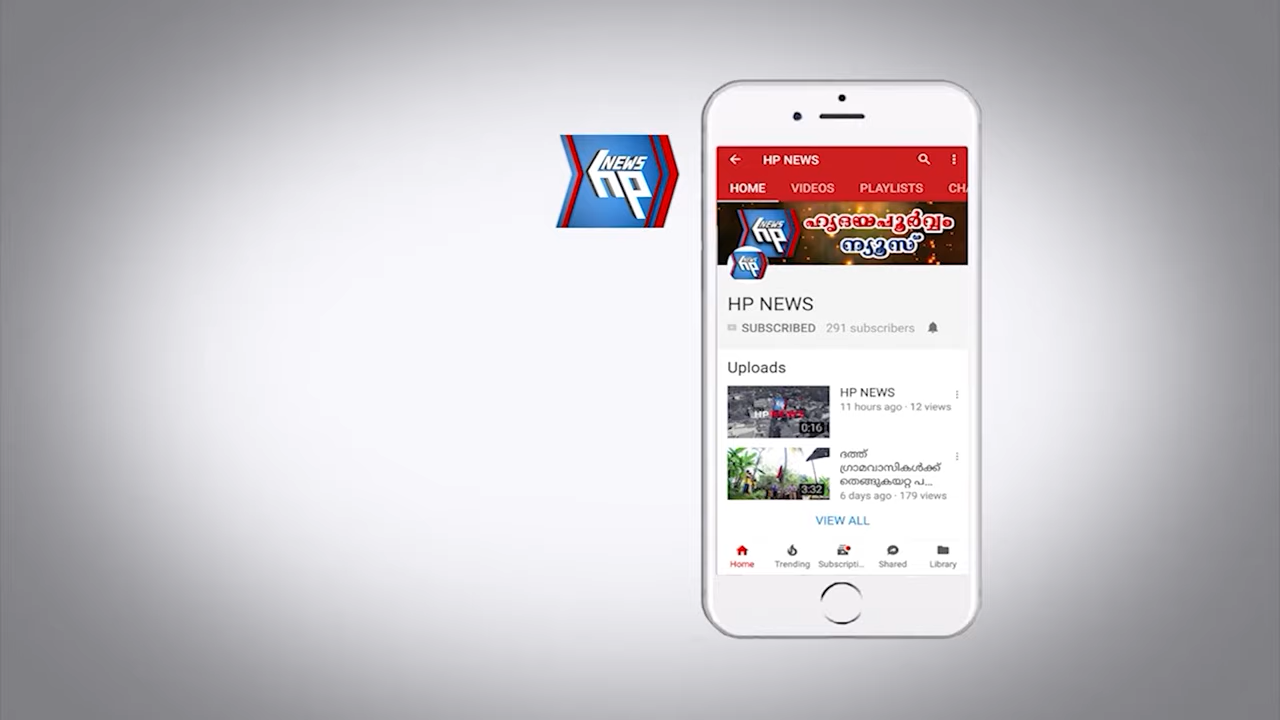 NEWS
hp
HP NEWS
HOME VIDEOS PLAYLISTS CHA
NEWS
hp
ഹൃദയപൂർവ്വം
ന്യൂസ്
NEWS
hp
HP NEWS
SUBSCRIBED 291 subscribers
Uploads
HP NEWS
11 hours ago · 12 views
HP NEWS
0:16
ദത്ത്
ഗ്രാമവാസികൾക്ക്
തെങ്ങുകയറ്റ പ...
6 days ago · 179 views
3:32
VIEW ALL
Home Trending Subscripti... Shared Library